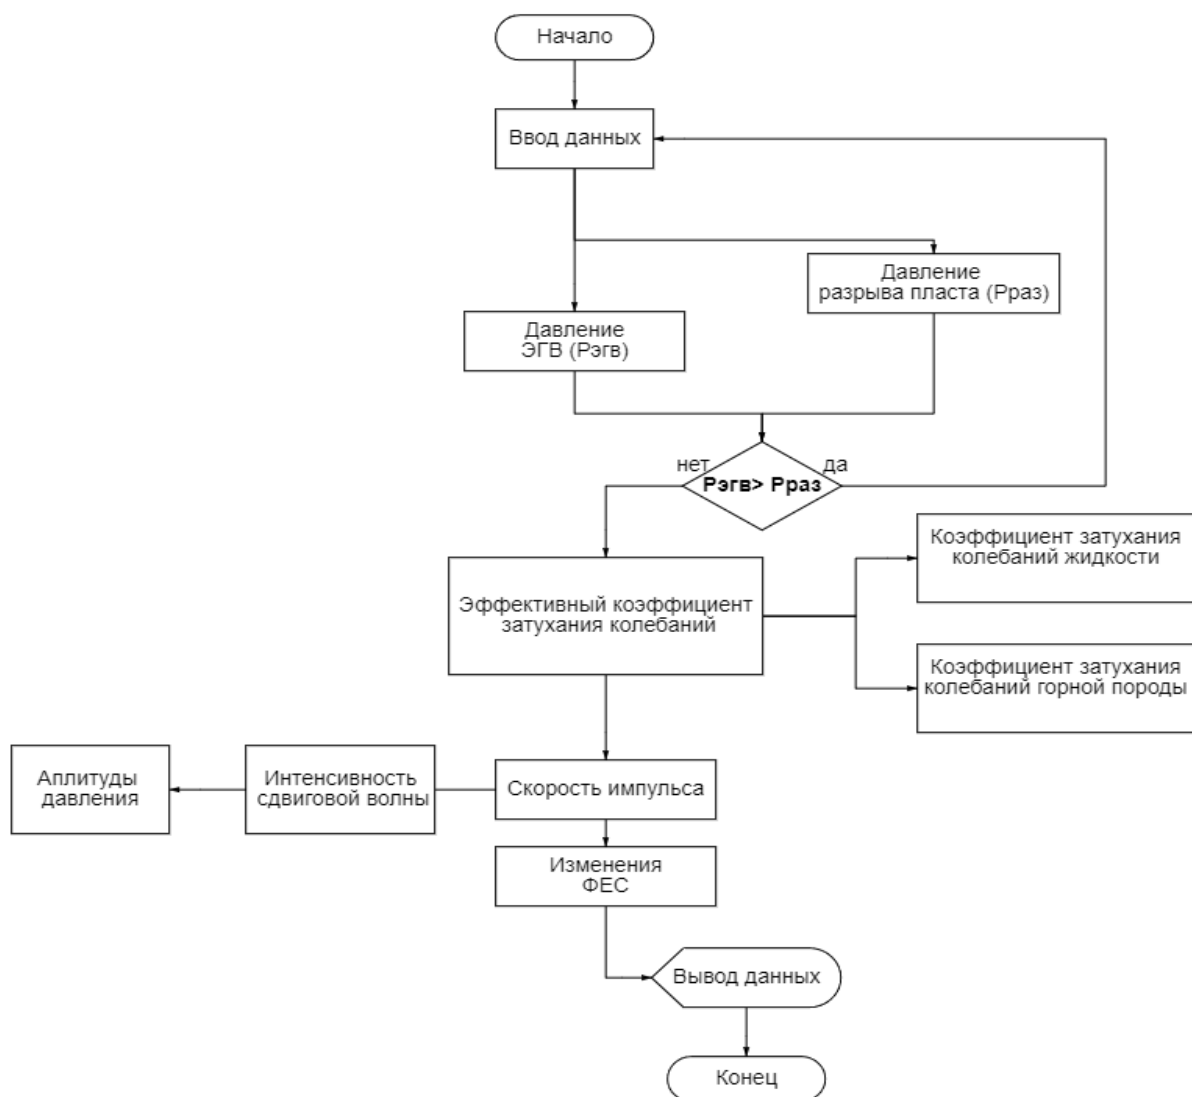 Начало
Ввод данных
Давление
разрыва пласта (Рраз)
Давление
ЭГВ (Рэгв)
нет
да
Рэгв> Рраз
Коэффициент затухания
колебаний жидкости
Эффективный коэффициент
затухания колебаний
Коэффициент затухания
колебаний горной породы
Аплитуды
давления
Интенсивность
сдвиговой волны
Скорость импульса
Изменения
ФЕС
Вывод данных
Конец